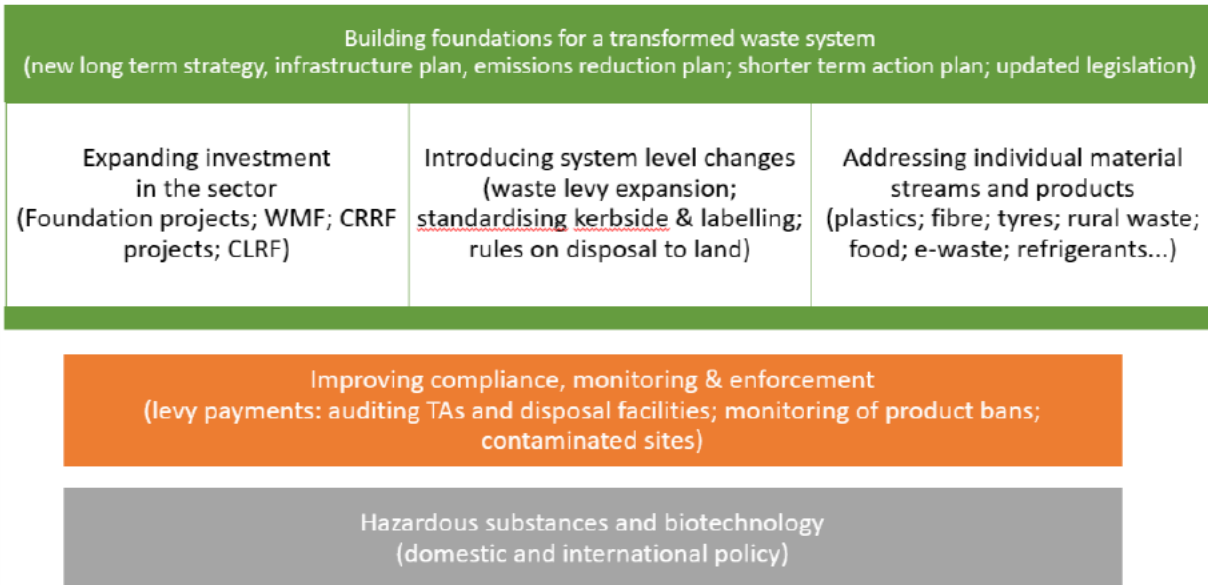 Building foundations for a transformed waste system
(new long term strategy, infrastructure plan, emissions reduction plan; shorter term action plan; updated legislation)
Expanding investment
in the sector
(Foundation projects; WMF; CRRF
projects; CLRF)
Introducing system level changes
(waste levy expansion;
standardising kerbside & labelling;
rules on disposal to land)
Addressing individual material
streams and products
(plastics; fibre; tyres; rural waste;
food; e-waste; refrigerants...)
Improving compliance, monitoring & enforcement
(levy payments: auditing TAs and disposal facilities; monitoring of product bans;
contaminated sites)
Hazardous substances and biotechnology
(domestic and international policy)